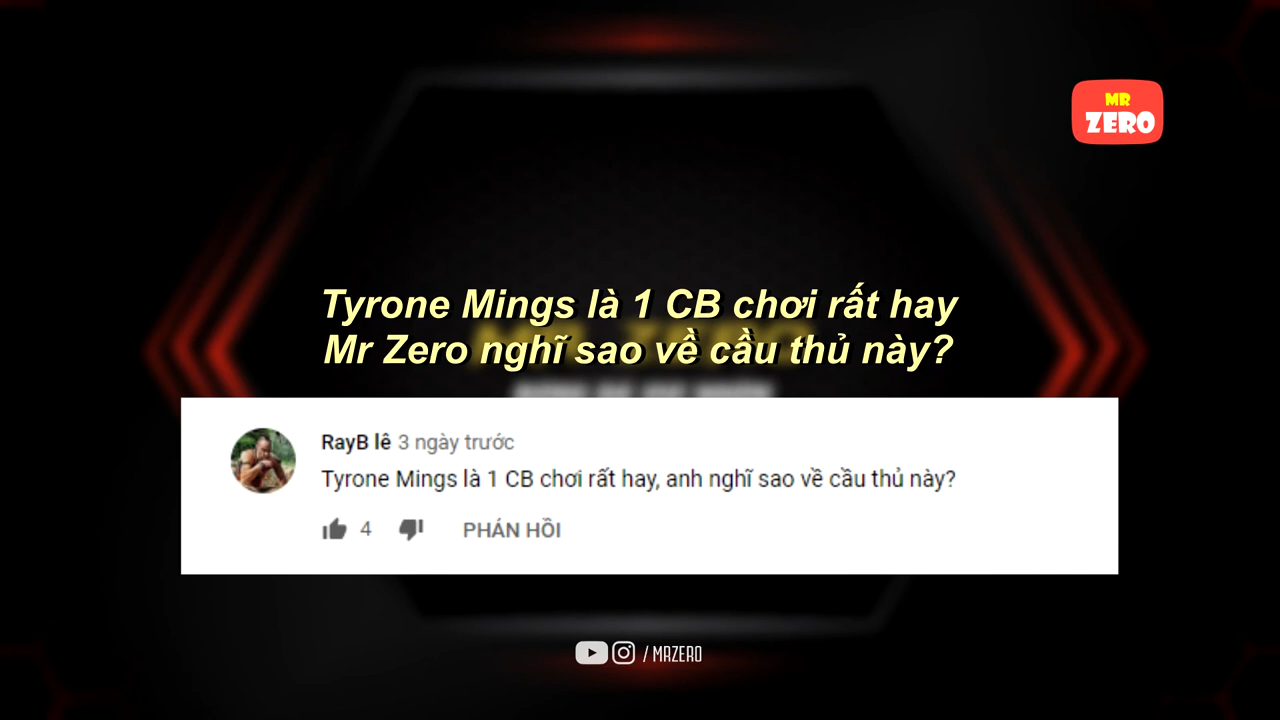 MR
ZERO
Tyrone Mings là 1 CB chơi rất hay
Mr Zero nghĩ sao về cầu thủ này?
RayB lê 3 ngày trước
Tyrone Mings là 1 CB chơi rất hay, anh nghĩ sao về cầu thủ này?
4 PHẢN HỒI
/ MRZERO